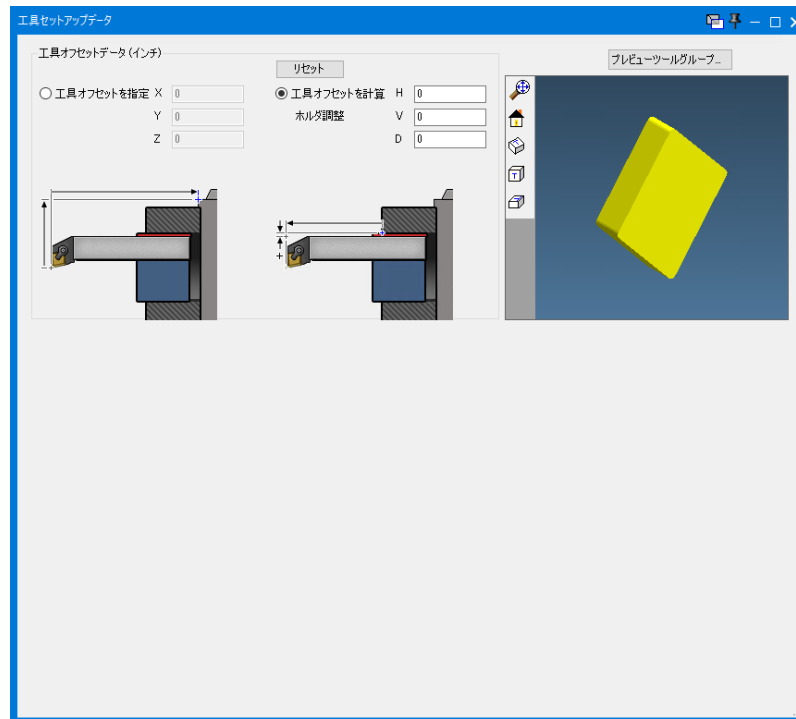 工具セットアップデータ
工具オフセットデータ (インチ)
リセット
プレビューツールグループ...
工具オフセットを指定 X 0
工具オフセットを計算 H 0
Y 0
ホルダ調整 V 0
Z 0
D 0
T